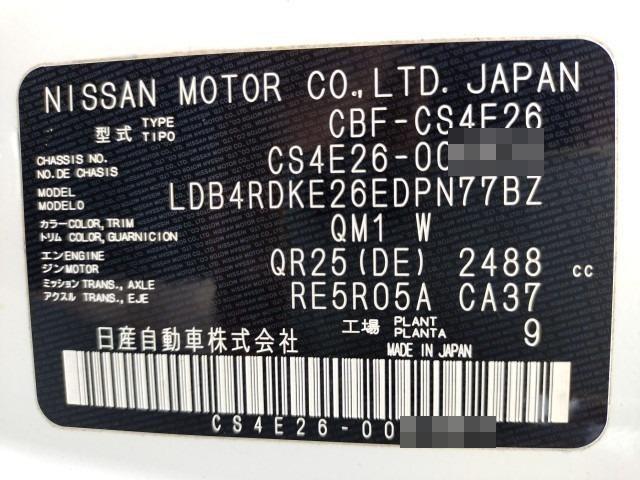 NISSAN MOTOR CO.,LTD. JAPAN
型式 TYPE TIPO CBF-CS4E26
CHASSIS NO. NO. DE CHASIS CS4E26-00
MODEL MODELO LDB4RDKE26EDPN77BZ
カラー COLOR, TRIM トリム COLOR, GUARNICION QM1 W
エンジン ENGINE MOTOR QR25(DE) 2488 cc
ミッション TRANS., AXLE アクスル TRANS., EJE RE5R05A CA37
工場 PLANT PLANTA 9
日産自動車株式会社 MADE IN JAPAN
CS4E26-00